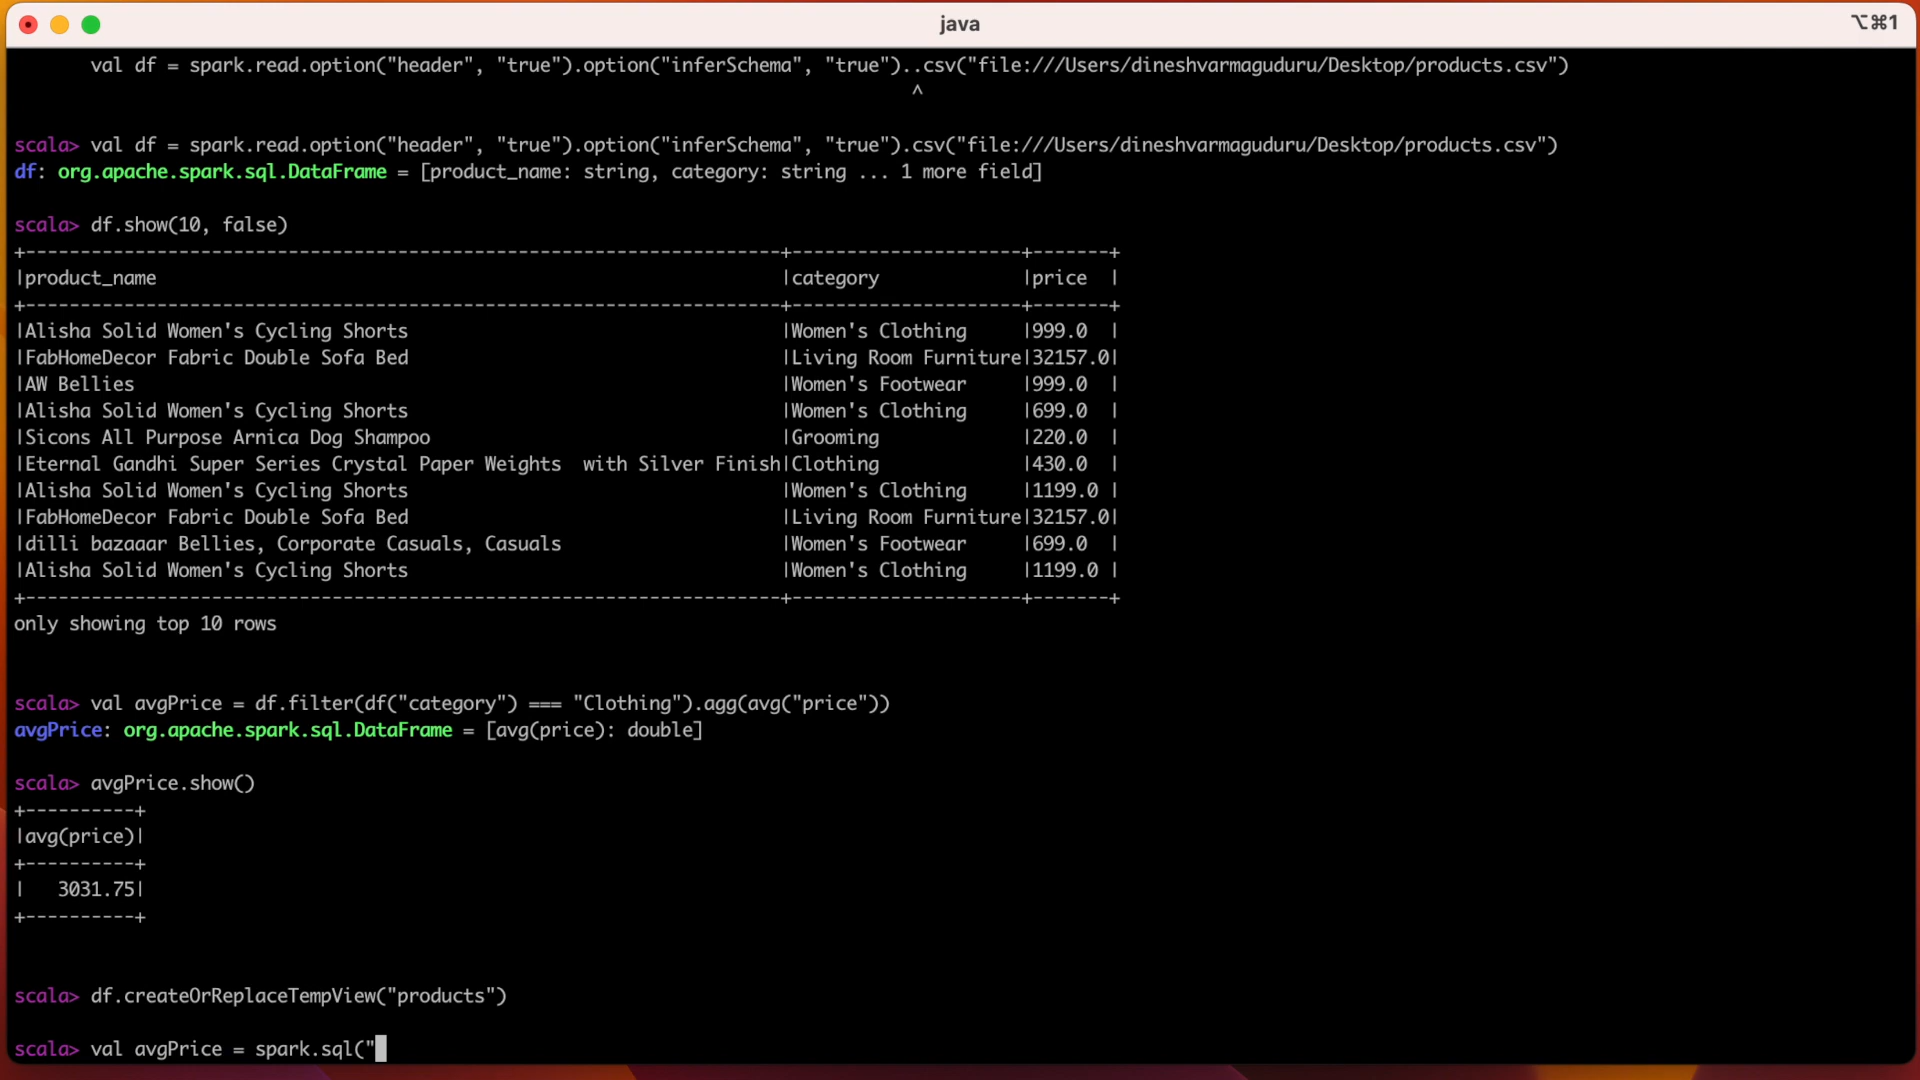 java
⌥⌘1
val df = spark.read.option("header", "true").option("inferSchema", "true")..csv("file:///Users/dineshvarmaguduru/Desktop/products.csv")
^
scala> val df = spark.read.option("header", "true").option("inferSchema", "true").csv("file:///Users/dineshvarmaguduru/Desktop/products.csv")
df: org.apache.spark.sql.DataFrame = [product_name: string, category: string ... 1 more field]
scala> df.show(10, false)
+---------------------------------------------------------------------+---------------------+-------+
|product_name                                                         |category             |price  |
+---------------------------------------------------------------------+---------------------+-------+
|Alisha Solid Women's Cycling Shorts                                  |Women's Clothing     |999.0  |
|FabHomeDecor Fabric Double Sofa Bed                                  |Living Room Furniture|32157.0|
|AW Bellies                                                           |Women's Footwear     |999.0  |
|Alisha Solid Women's Cycling Shorts                                  |Women's Clothing     |699.0  |
|Sicons All Purpose Arnica Dog Shampoo                                |Grooming             |220.0  |
|Eternal Gandhi Super Series Crystal Paper Weights  with Silver Finish|Clothing             |430.0  |
|Alisha Solid Women's Cycling Shorts                                  |Women's Clothing     |1199.0 |
|FabHomeDecor Fabric Double Sofa Bed                                  |Living Room Furniture|32157.0|
|dilli bazaaar Bellies, Corporate Casuals, Casuals                    |Women's Footwear     |699.0  |
|Alisha Solid Women's Cycling Shorts                                  |Women's Clothing     |1199.0 |
+---------------------------------------------------------------------+---------------------+-------+
only showing top 10 rows
scala> val avgPrice = df.filter(df("category") === "Clothing").agg(avg("price"))
avgPrice: org.apache.spark.sql.DataFrame = [avg(price): double]
scala> avgPrice.show()
+----------+
|avg(price)|
+----------+
|   3031.75|
+----------+
scala> df.createOrReplaceTempView("products")
scala> val avgPrice = spark.sql("